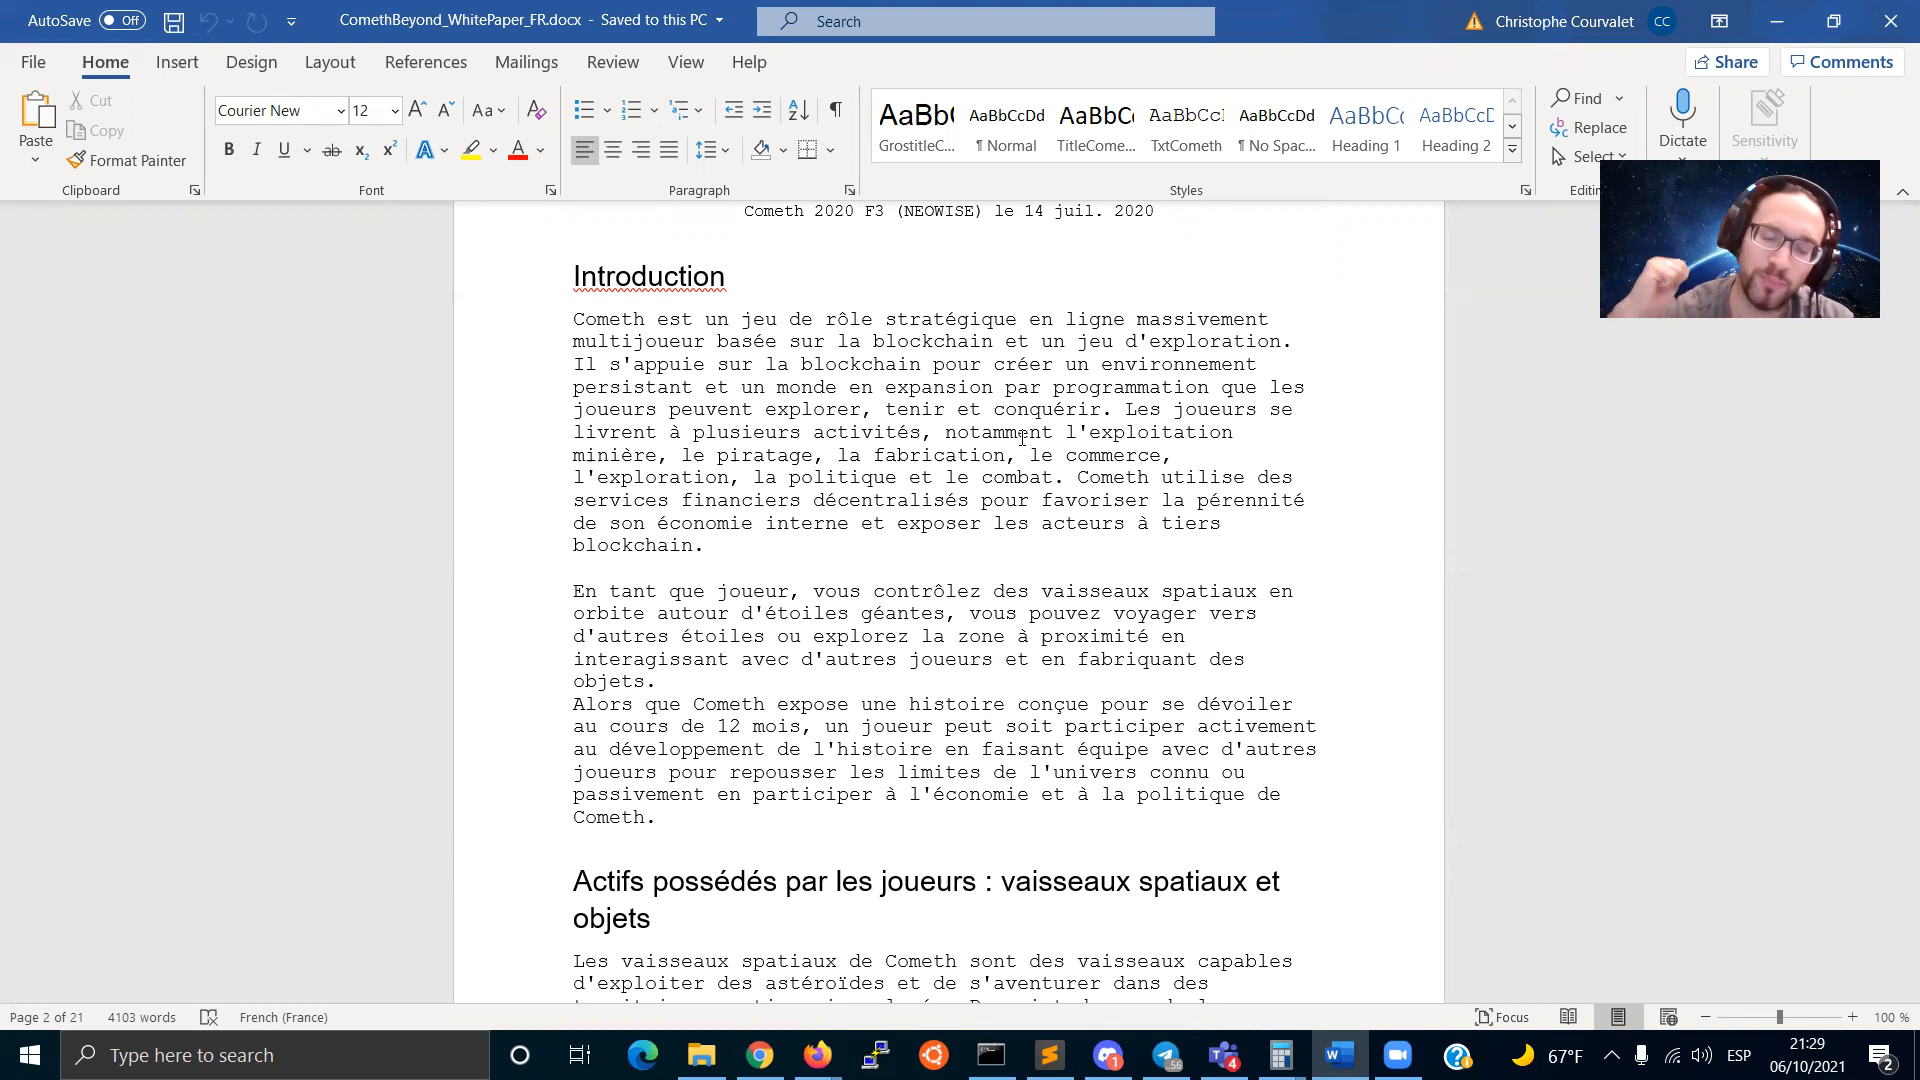 AutoSave Off ComethBeyond_WhitePaper_FR.docx - Saved to this PC Search Christophe Courvalet CC
File Home Insert Design Layout References Mailings Review View Help Share Comments
Paste Cut Copy Format Painter
Clipboard
Courier New 12
Font
Paragraph
AaBb( AaBbCcDd AaBbC( AaBbCcI AaBbCcDd AaBbC( AaBbCcD
GrostitleC... ¶ Normal TitleCome... TxtCometh ¶ No Spac... Heading 1 Heading 2
Styles
Find
Replace
Select
Dictate
Sensitivity
Cometh 2020 F3 (NEOWISE) le 14 juil. 2020
Introduction
Cometh est un jeu de rôle stratégique en ligne massivement
multijoueur basée sur la blockchain et un jeu d'exploration.
Il s'appuie sur la blockchain pour créer un environnement
persistant et un monde en expansion par programmation que les
joueurs peuvent explorer, tenir et conquérir. Les joueurs se
livrent à plusieurs activités, notamment l'exploitation
minière, le piratage, la fabrication, le commerce,
l'exploration, la politique et le combat. Cometh utilise des
services financiers décentralisés pour favoriser la pérennité
de son économie interne et exposer les acteurs à tiers
blockchain.
En tant que joueur, vous contrôlez des vaisseaux spatiaux en
orbite autour d'étoiles géantes, vous pouvez voyager vers
d'autres étoiles ou explorez la zone à proximité en
interagissant avec d'autres joueurs et en fabriquant des
objets.
Alors que Cometh expose une histoire conçue pour se dévoiler
au cours de 12 mois, un joueur peut soit participer activement
au développement de l'histoire en faisant équipe avec d'autres
joueurs pour repousser les limites de l'univers connu ou
passivement en participer à l'économie et à la politique de
Cometh.
Actifs possédés par les joueurs : vaisseaux spatiaux et
objets
Les vaisseaux spatiaux de Cometh sont des vaisseaux capables
d'exploiter des astéroïdes et de s'aventurer dans des
Page 2 of 21 4103 words French (France) Focus 100 %
Type here to search 67°F ESP 21:29
06/10/2021 2